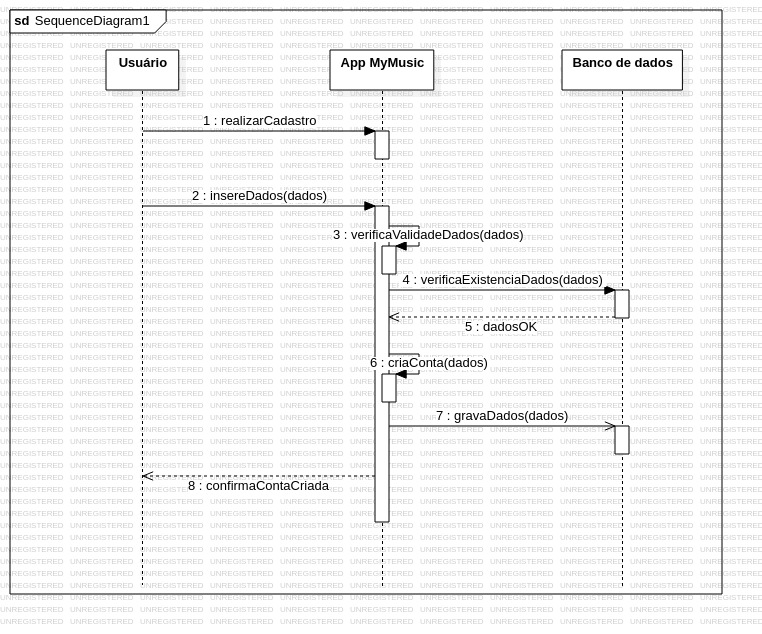 sd SequenceDiagram1
Usuário
App MyMusic
Banco de dados
1 : realizarCadastro
2 : insereDados(dados)
3 : verificaValidadeDados(dados)
4 : verificaExistenciaDados(dados)
5 : dadosOK
6 : criaConta(dados)
7 : gravaDados(dados)
8 : confirmaContaCriada
UNREGISTERED